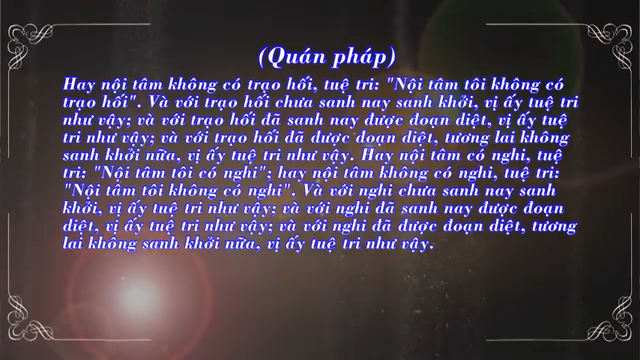 (Quán pháp)
Hay nội tâm không có trạo hối, tuệ tri: "Nội tâm tôi không có
trạo hối". Và với trạo hối chưa sanh nay sanh khởi, vị ấy tuệ tri
như vậy; và với trạo hối đã sanh nay được đoạn diệt, vị ấy tuệ
tri như vậy; và với trạo hối đã được đoạn diệt, tương lai không
sanh khởi nữa, vị ấy tuệ tri như vậy. Hay nội tâm có nghi, tuệ
tri: "Nội tâm tôi có nghi"; hay nội tâm không có nghi, tuệ tri:
"Nội tâm tôi không có nghi". Và với nghi chưa sanh nay sanh
khởi, vị ấy tuệ tri như vậy; và với nghi đã sanh nay được đoạn
diệt, vị ấy tuệ tri như vậy; và với nghi đã được đoạn diệt, tương
lai không sanh khởi nữa, vị ấy tuệ tri như vậy.